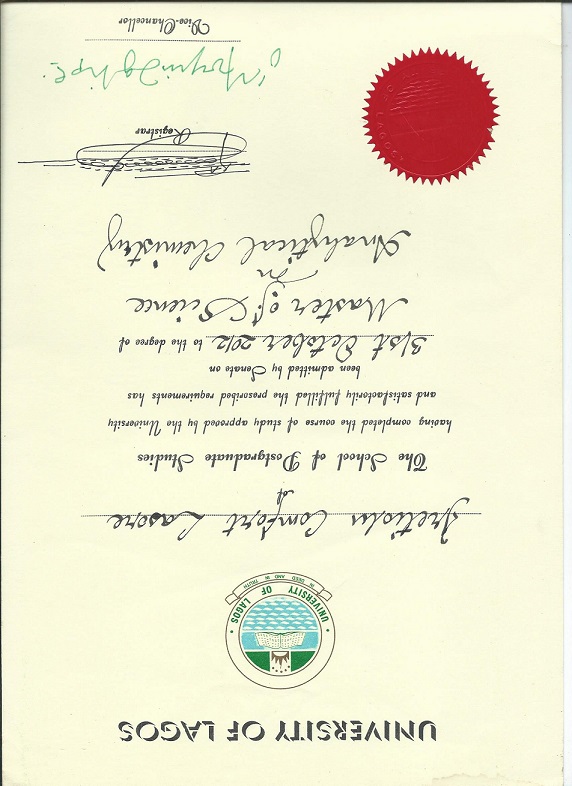 UNIVERSITY OF LAGOS
UNIVERSITY OF LAGOS
IN DEED AND IN TRUTH
Comfort Lasore
of
The School of Postgraduate Studies
having completed the course of study approved by the University
and satisfactorily fulfilled the prescribed requirements has
been admitted by Senate on
31st October 2012 to the degree of
Master of Science
in
Analytical Chemistry
Registrar
Vice-Chancellor